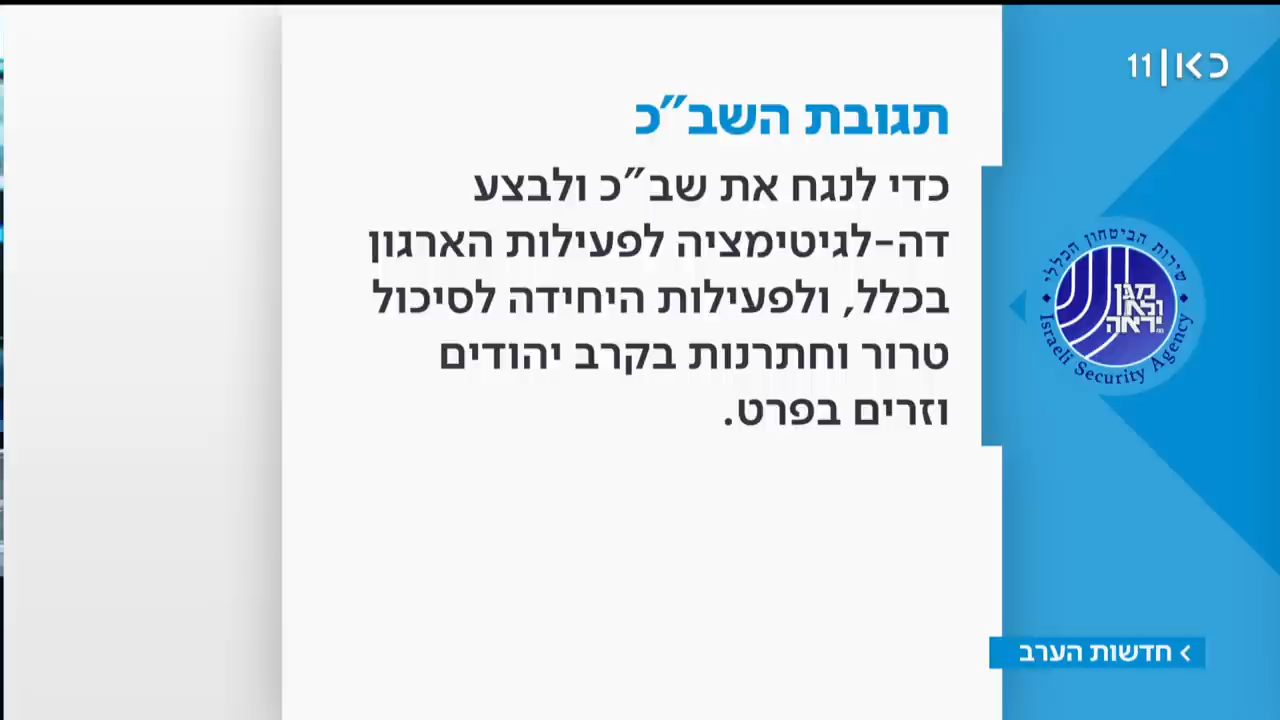 כאן 11
תגובת השב"כ
כדי לנגח את שב"כ ולבצע
דה-לגיטימציה לפעילות הארגון
בכלל, ולפעילות היחידה לסיכול
טרור וחתרנות בקרב יהודים
וזרים בפרט.
שירות הביטחון הכללי
מגן
ולא
יראה
Israeli Security Agency
חדשות הערב